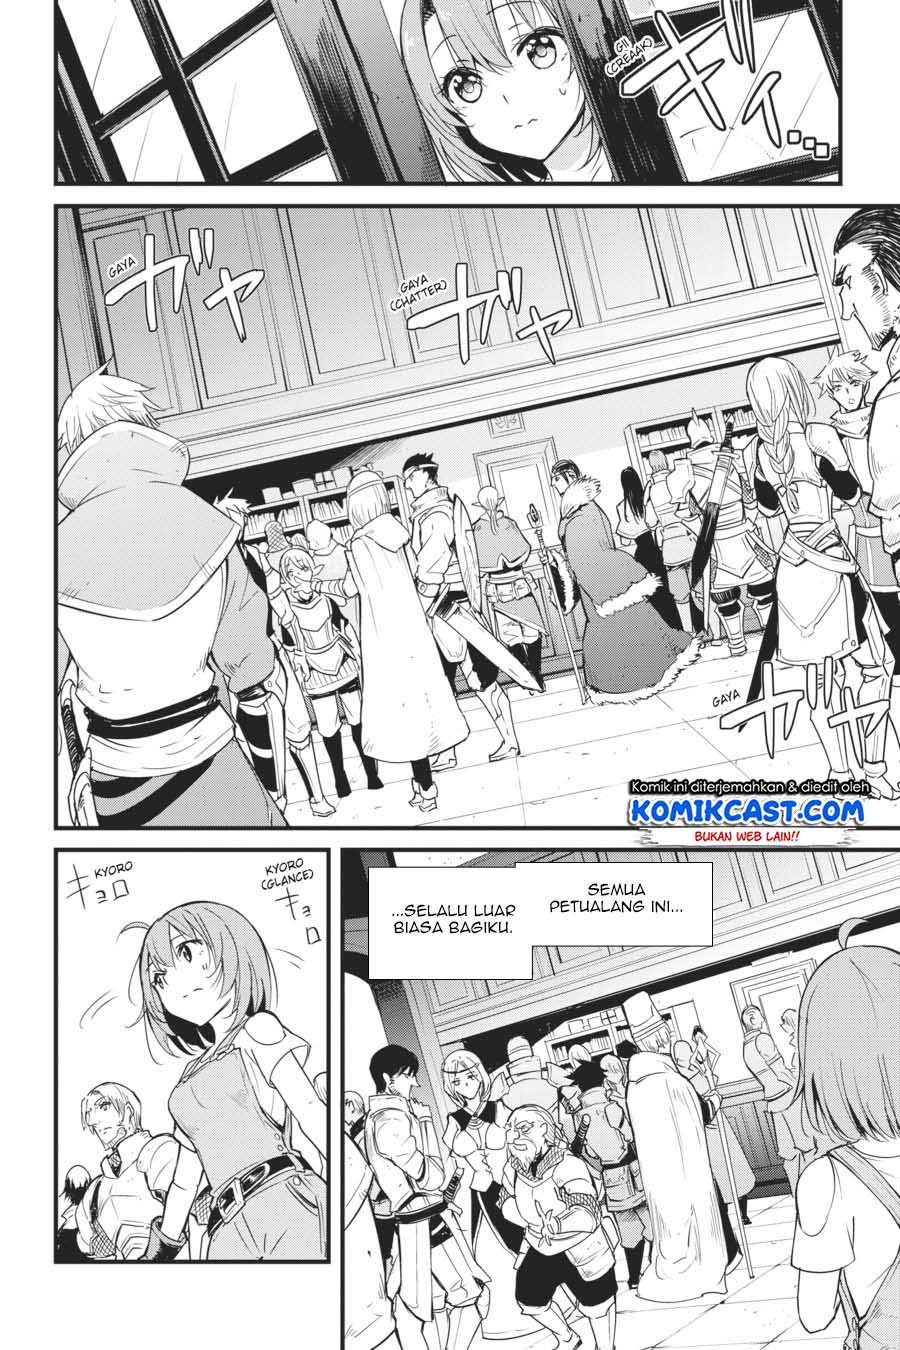 ギィ…
GII
(CREAAK)
ガヤ
GAYA
ガヤ
GAYA
(CHATTER)
ガヤ
GAYA
Komik ini diterjemahkan & diedit oleh
KOMIKCAST.COM
BUKAN WEB LAIN!!
キョロ
KYORO
キョロ
KYORO
(GLANCE)
SEMUA
PETUALANG INI...
...SELALU LUAR
BIASA BAGIKU.